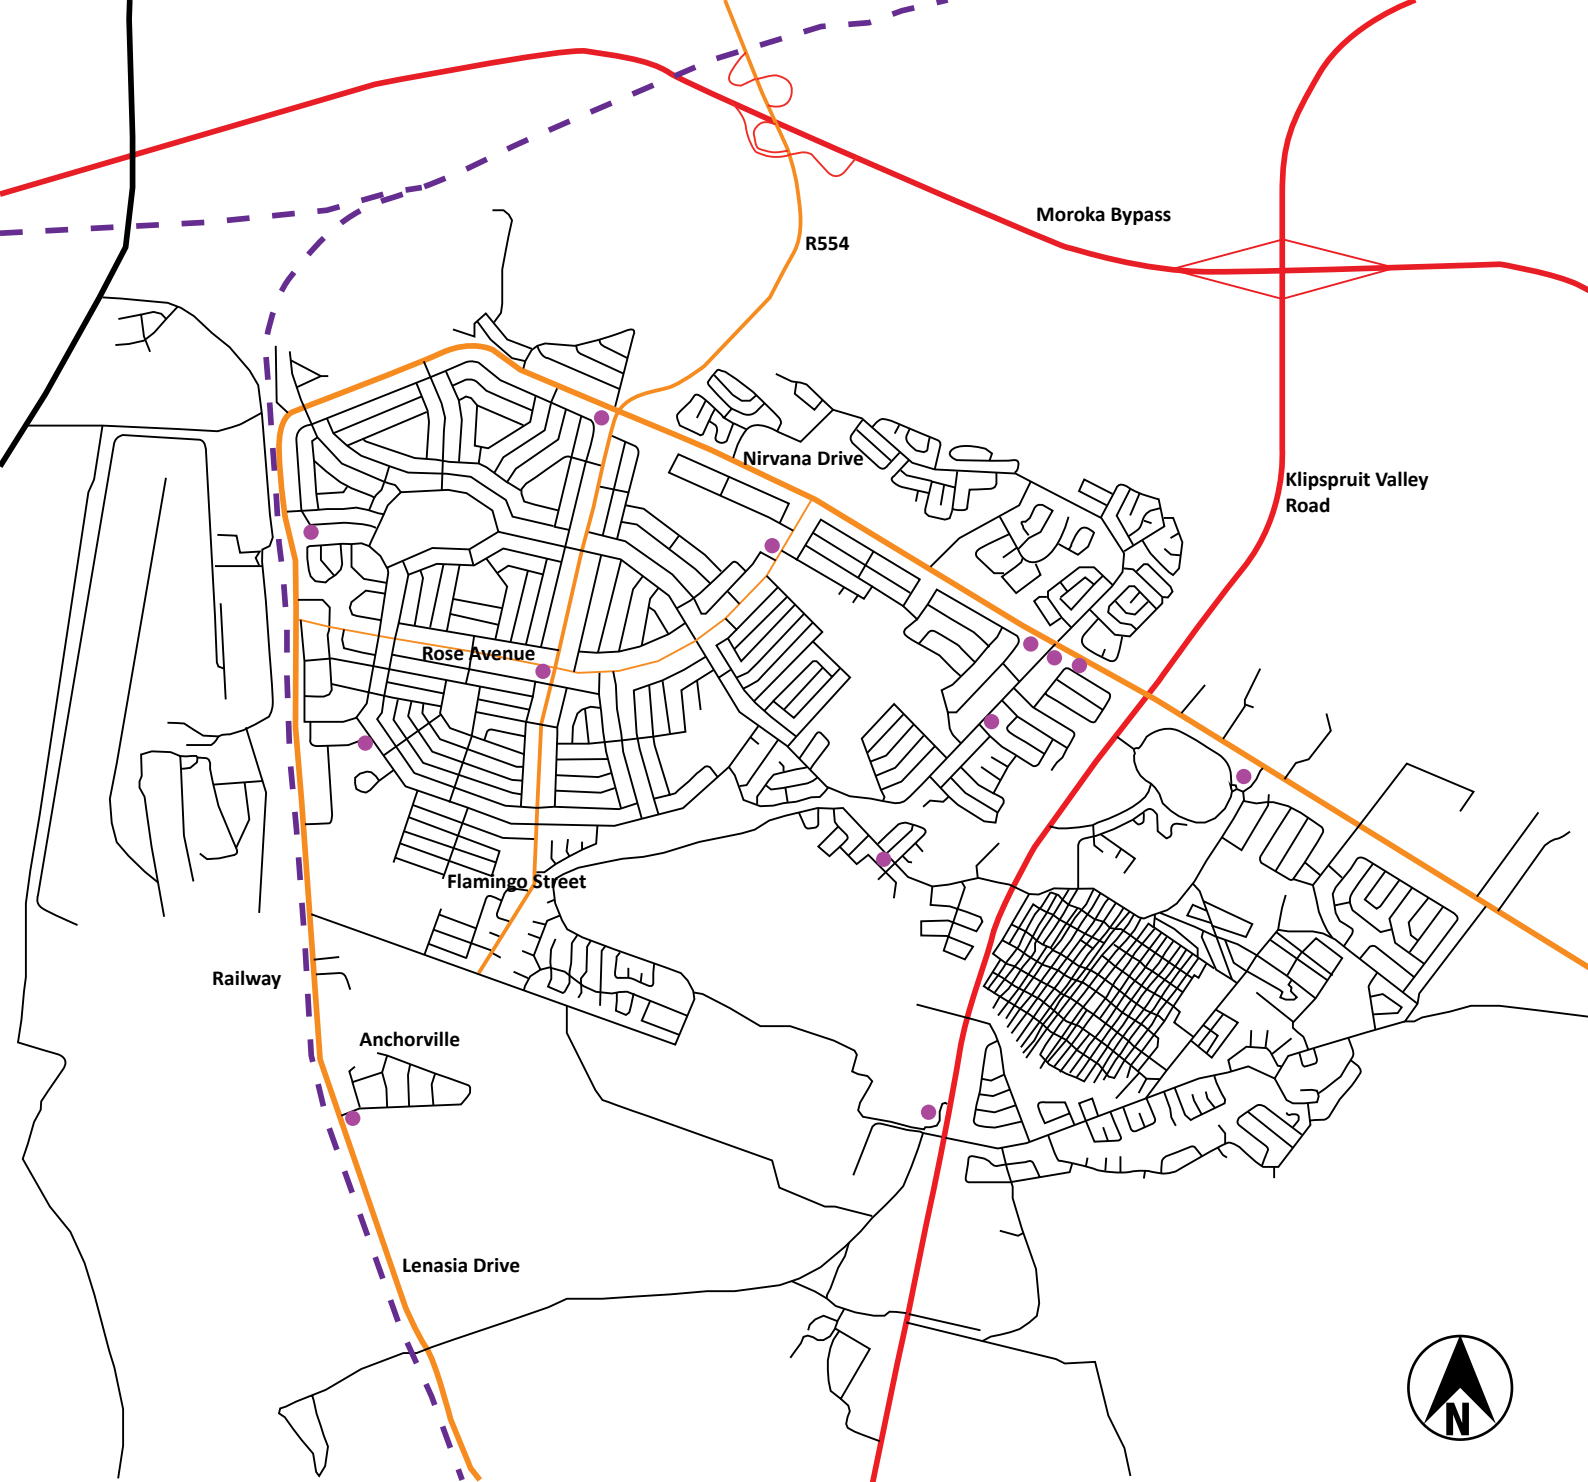 Moroka Bypass
R554
Nirvana Drive
Klipspruit Valley
Road
Rose Avenue
Flamingo Street
Railway
Anchorville
Lenasia Drive
N